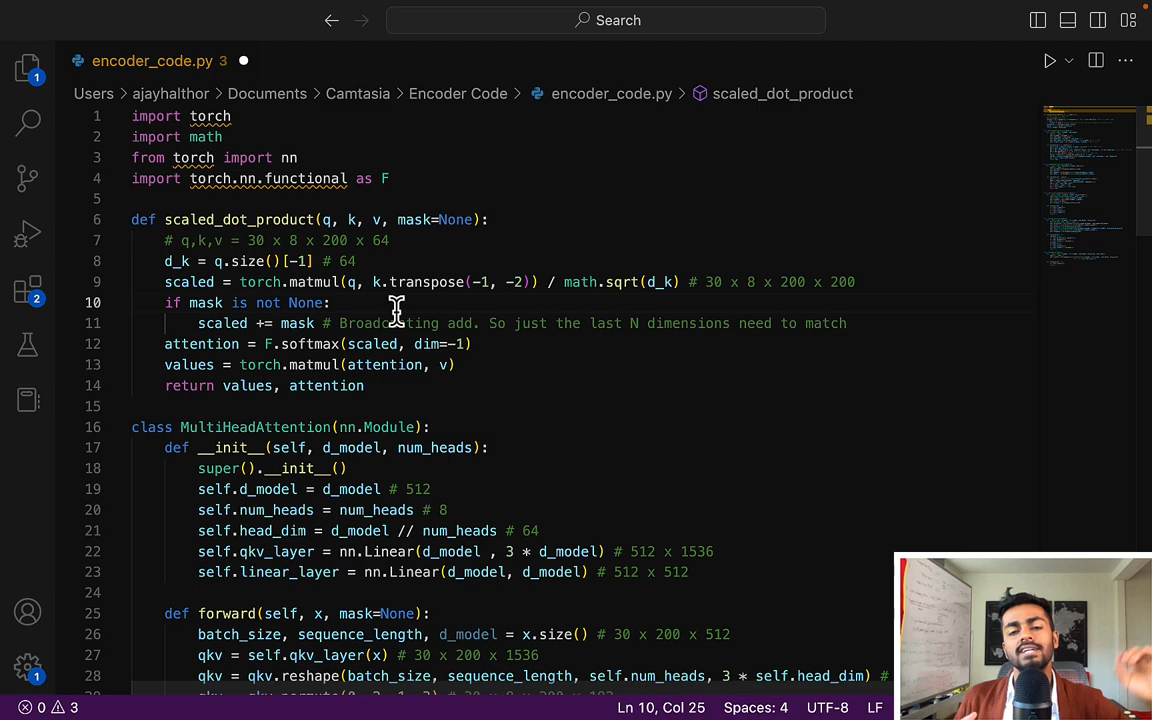 Search
encoder_code.py 3
Users > ajayhalthor > Documents > Camtasia > Encoder Code > encoder_code.py > scaled_dot_product
1 import torch
2 import math
3 from torch import nn
4 import torch.nn.functional as F
5
6 def scaled_dot_product(q, k, v, mask=None):
7 # q,k,v = 30 x 8 x 200 x 64
8 d_k = q.size()[-1] # 64
9 scaled = torch.matmul(q, k.transpose(-1, -2)) / math.sqrt(d_k) # 30 x 8 x 200 x 200
10 if mask is not None:
11 scaled += mask # Broadcasting add. So just the last N dimensions need to match
12 attention = F.softmax(scaled, dim=-1)
13 values = torch.matmul(attention, v)
14 return values, attention
15
16 class MultiHeadAttention(nn.Module):
17 def __init__(self, d_model, num_heads):
18 super().__init__()
19 self.d_model = d_model # 512
20 self.num_heads = num_heads # 8
21 self.head_dim = d_model // num_heads # 64
22 self.qkv_layer = nn.Linear(d_model , 3 * d_model) # 512 x 1536
23 self.linear_layer = nn.Linear(d_model, d_model) # 512 x 512
24
25 def forward(self, x, mask=None):
26 batch_size, sequence_length, d_model = x.size() # 30 x 200 x 512
27 qkv = self.qkv_layer(x) # 30 x 200 x 1536
28 qkv = qkv.reshape(batch_size, sequence_length, self.num_heads, 3 * self.head_dim) #
1
2
1
0 3
Ln 10, Col 25 Spaces: 4 UTF-8 LF